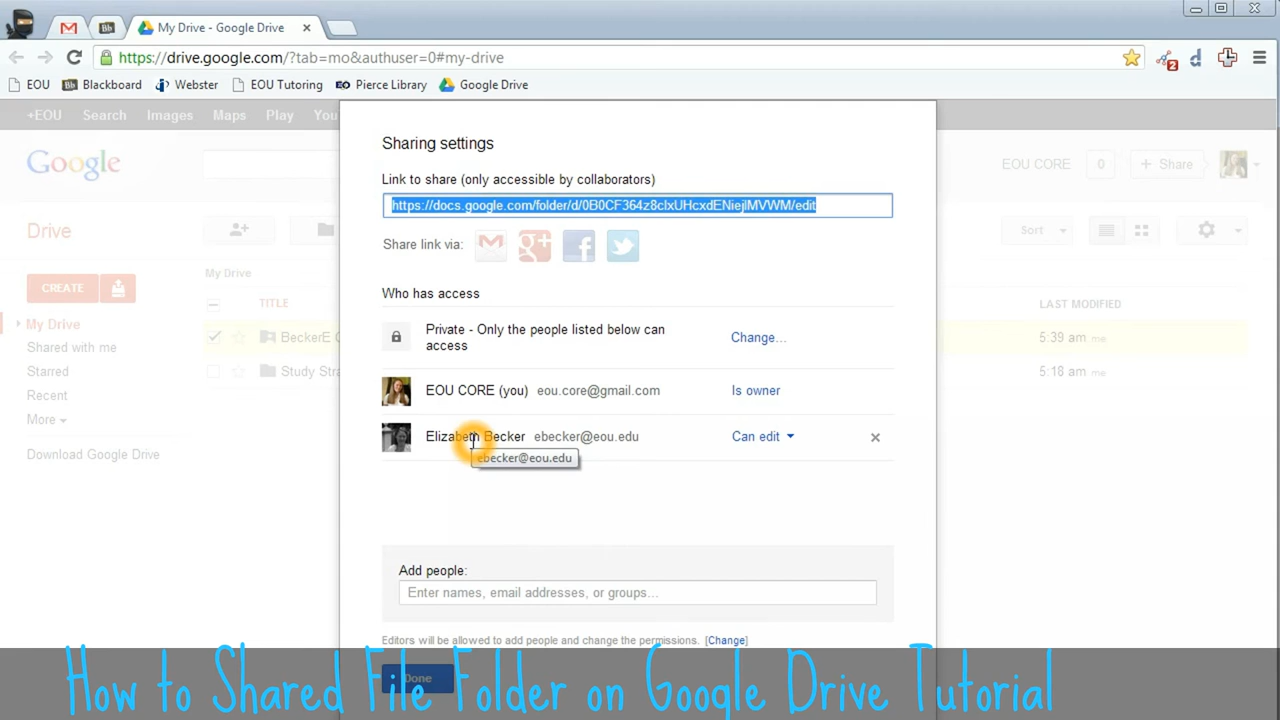 My Drive - Google Drive
https://drive.google.com/?tab=mo&authuser=0#my-drive
2
EOU Blackboard Webster EOU Tutoring Pierce Library Google Drive
+EOU Search Images Maps Play You
Sharing settings
Google
EOU CORE 0 + Share
Link to share (only accessible by collaborators)
https://docs.google.com/folder/d/0B0CF364z8clxUHcxdENiejlMVWM/edit
Drive
Sort
Share link via:
My Drive
CREATE
Who has access
TITLE
LAST MODIFIED
My Drive
Private - Only the people listed below can
access
Change...
BeckerE
5:39 am me
Shared with me
Starred
Study Stra
5:18 am me
Recent
EOU CORE (you) eou.core@gmail.com Is owner
More
Elizabeth Becker ebecker@eou.edu Can edit
Download Google Drive
ebecker@eou.edu
Add people:
Enter names, email addresses, or groups...
Editors will be allowed to add people and change the permissions. [Change]
Done
How to Shared File Folder on Google Drive Tutorial